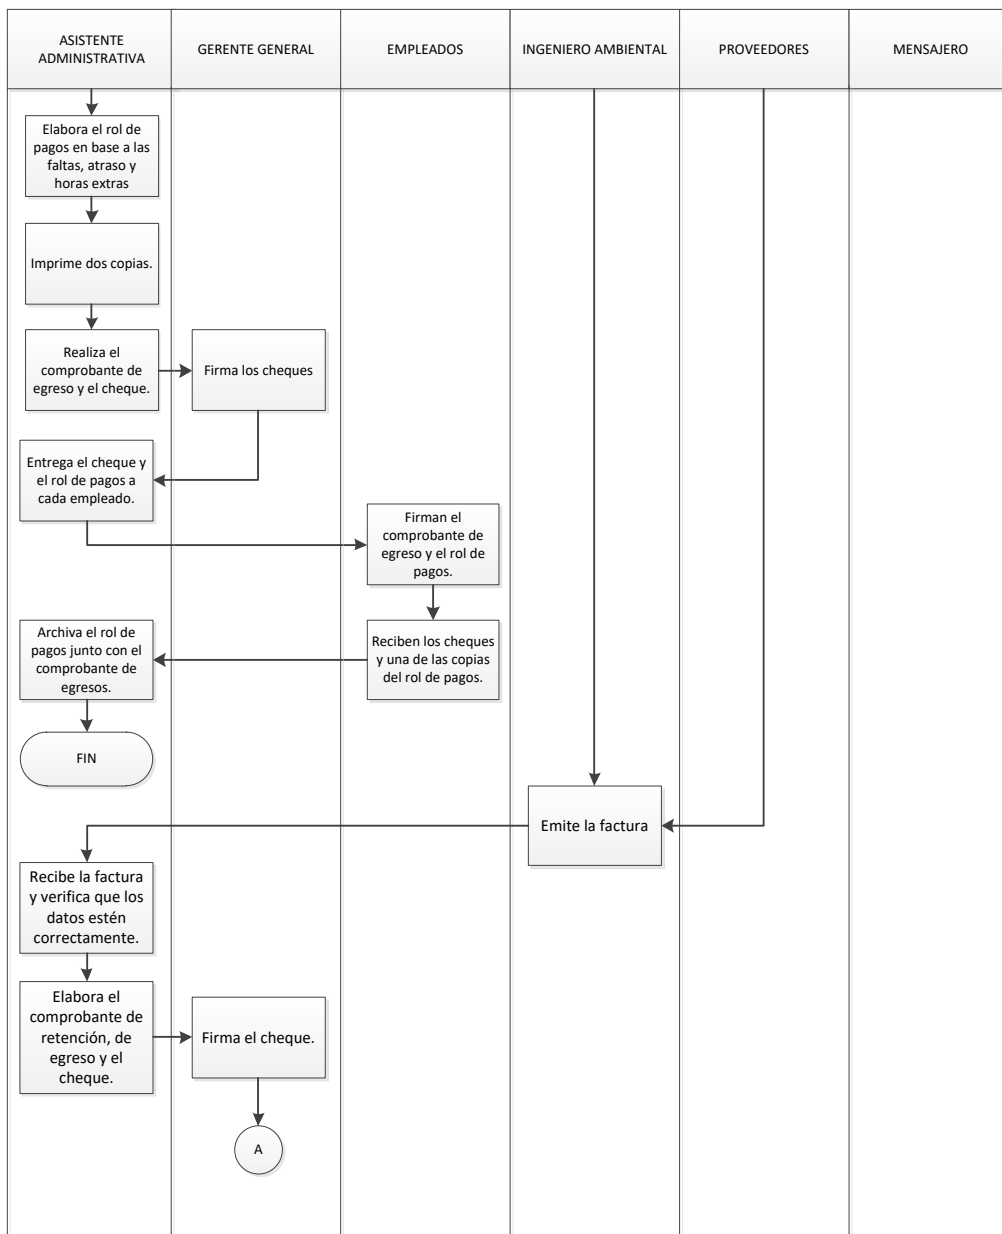 ASISTENTE
ADMINISTRATIVA
GERENTE GENERAL
EMPLEADOS
INGENIERO AMBIENTAL
PROVEEDORES
MENSAJERO
Elabora el rol de
pagos en base a las
faltas, atraso y
horas extras
Imprime dos copias.
Realiza el
comprobante de
egreso y el cheque.
Firma los cheques
Entrega el cheque y
el rol de pagos a
cada empleado.
Firman el
comprobante de
egreso y el rol de
pagos.
Reciben los cheques
y una de las copias
del rol de pagos.
Archiva el rol de
pagos junto con el
comprobante de
egresos.
FIN
Emite la factura
Recibe la factura
y verifica que los
datos estén
correctamente.
Elabora el
comprobante de
retención, de
egreso y el
cheque.
Firma el cheque.
A